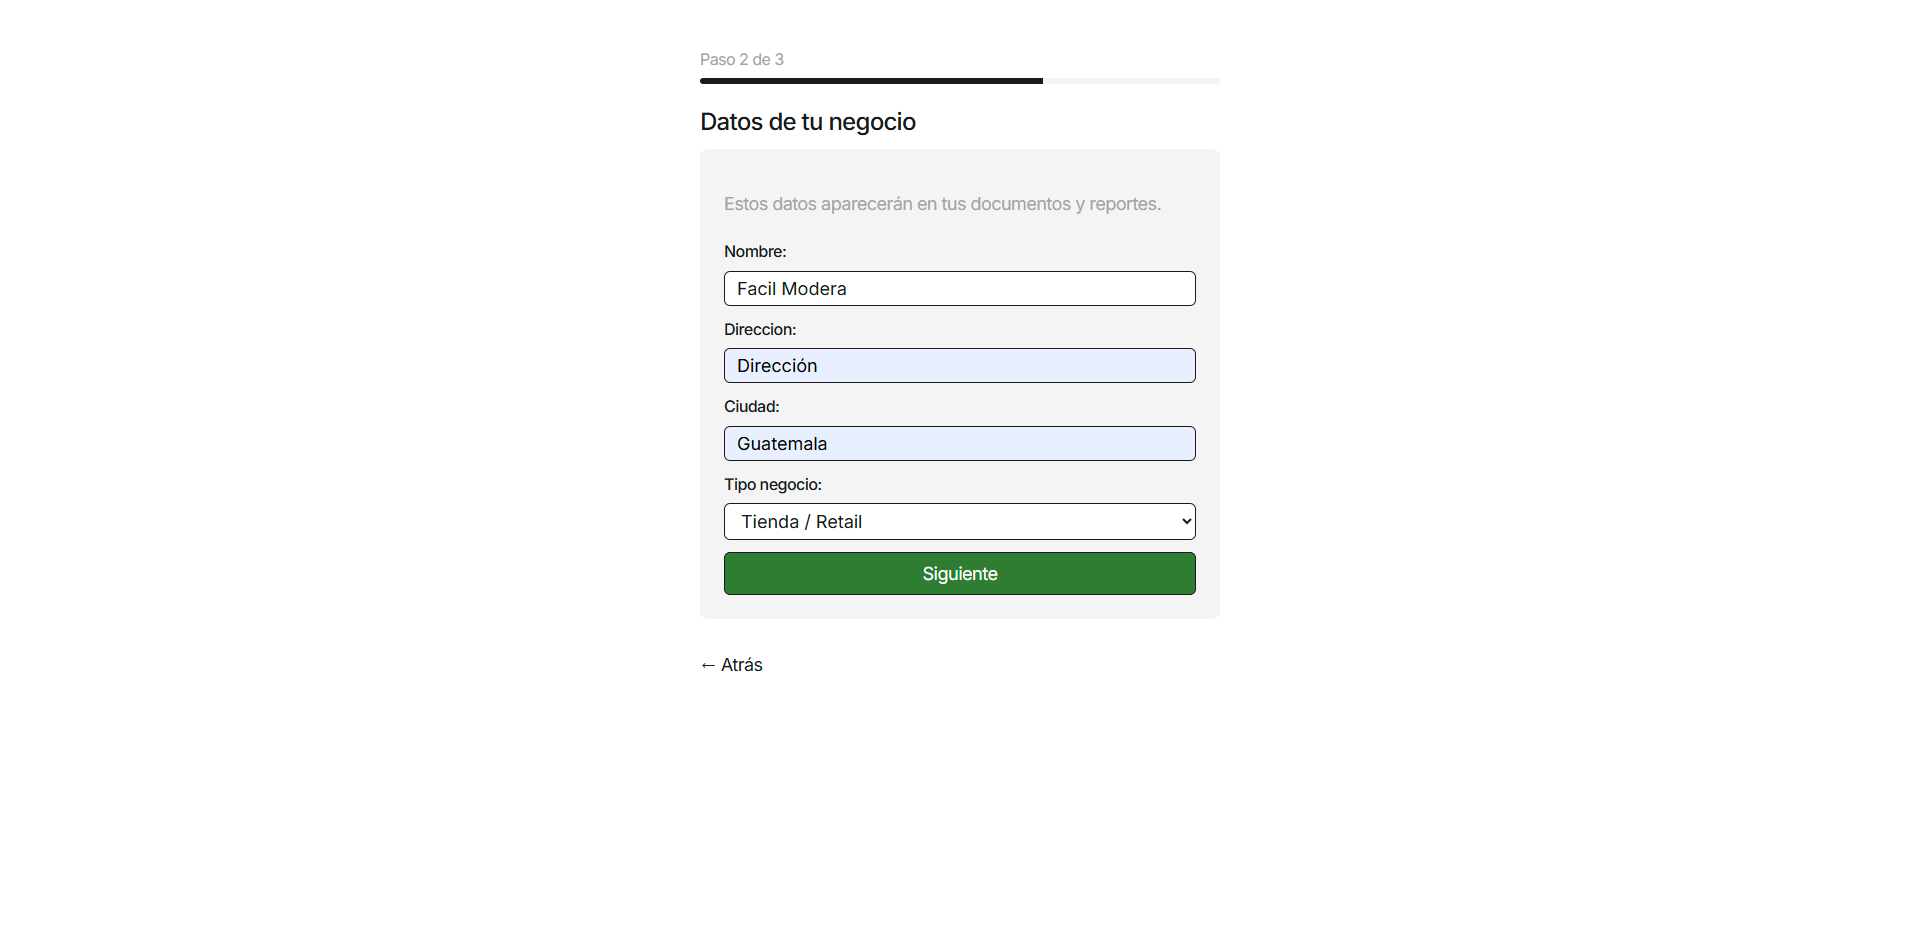 Paso 2 de 3
Datos de tu negocio
Estos datos aparecerán en tus documentos y reportes.
Nombre:
Facil Modera
Direccion:
Dirección
Ciudad:
Guatemala
Tipo negocio:
Tienda / Retail
Siguiente
← Atrás